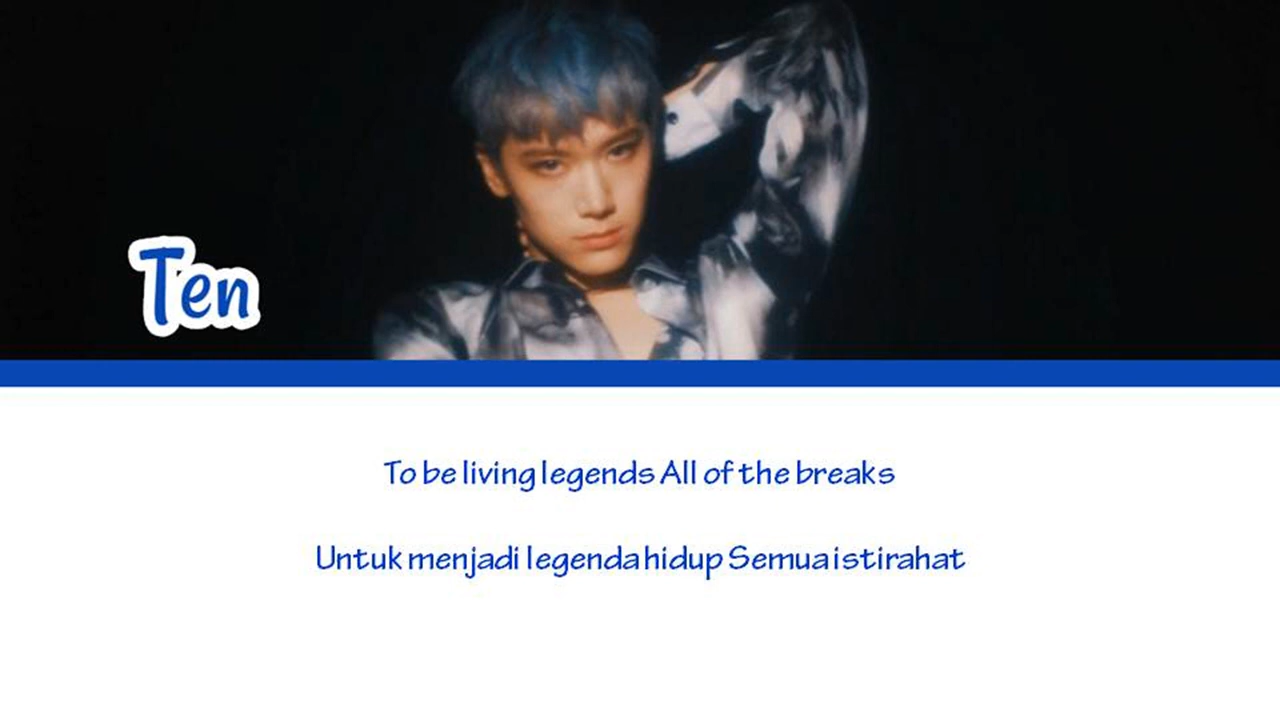 Ten
To be living legends All of the breaks
Untuk menjadi legenda hidup Semua istirahat